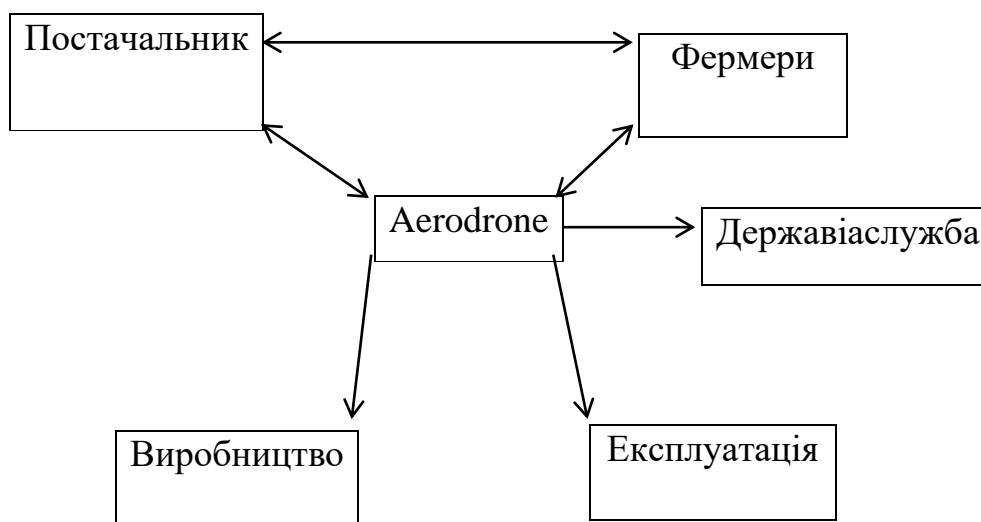 Постачальник
Фермери
Aerodrone
Державіаслужба
Виробництво
Експлуатація